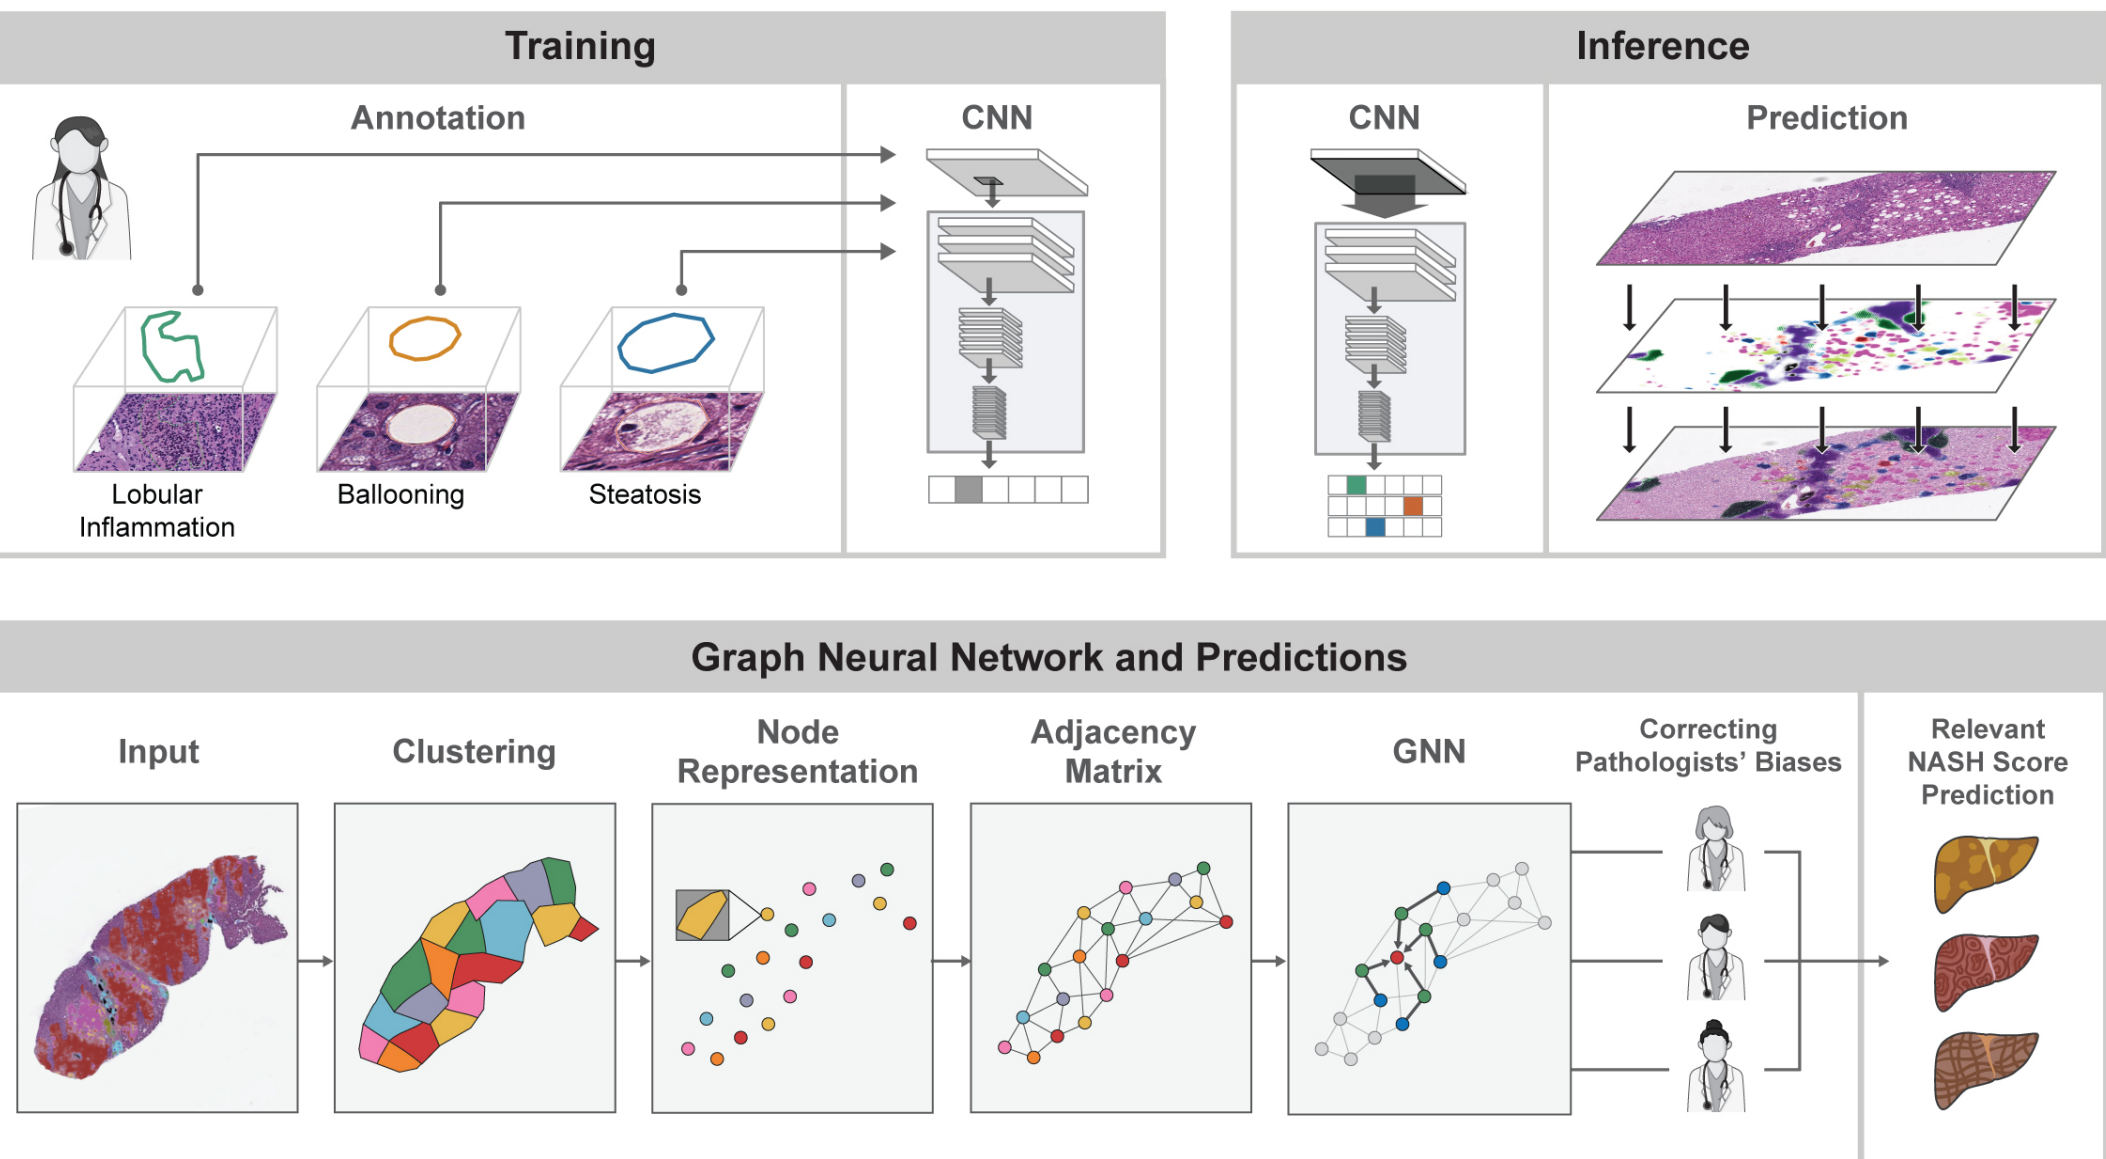 Training
Inference
Annotation
CNN
CNN
Prediction
Lobular
Inflammation
Ballooning
Steatosis
Graph Neural Network and Predictions
Input
Clustering
Node
Representation
Adjacency
Matrix
GNN
Correcting
Pathologists’ Biases
Relevant
NASH Score
Prediction